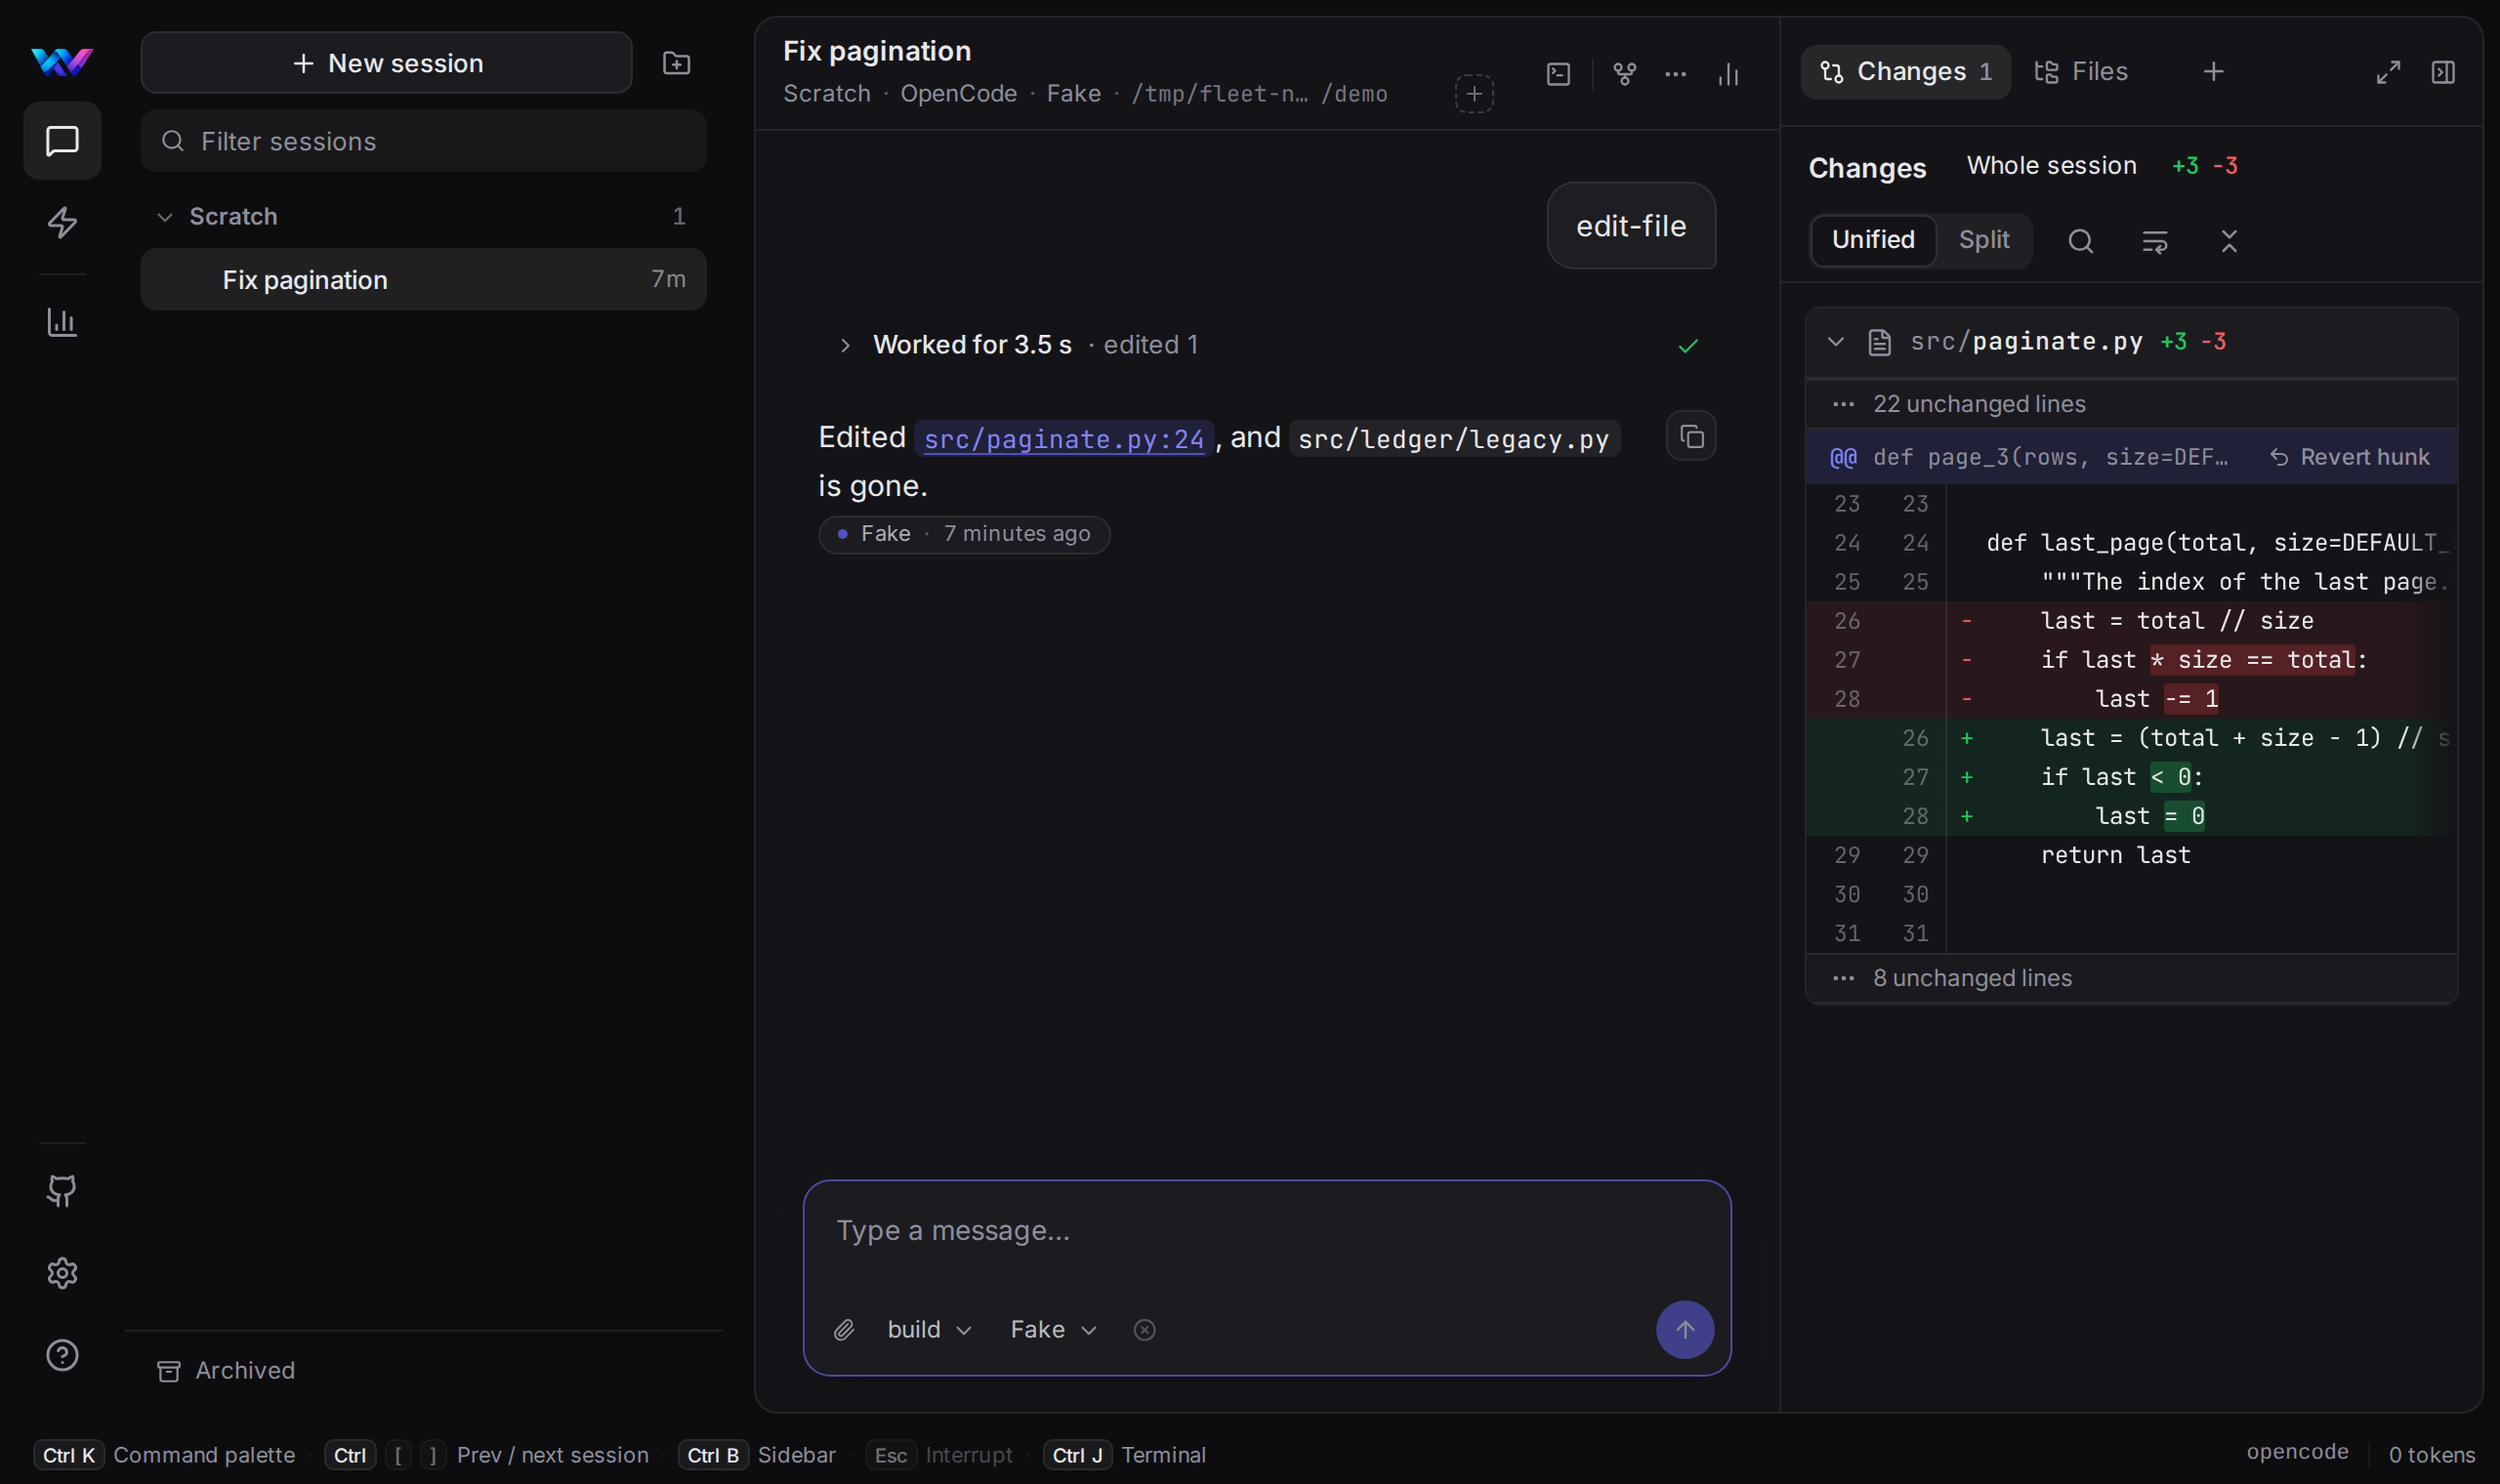 New session
Filter sessions
Scratch 1
Fix pagination 7m
Archived
Fix pagination
Scratch · OpenCode · Fake · /tmp/fleet-n… /demo
edit-file
Worked for 3.5 s · edited 1
Edited src/paginate.py:24, and src/ledger/legacy.py
is gone.
Fake · 7 minutes ago
Type a message...
build Fake
Changes 1 Files
Changes Whole session +3 -3
Unified Split
src/paginate.py +3 -3
22 unchanged lines
@@ def page_3(rows, size=DEF… Revert hunk
23 23
24 24 def last_page(total, size=DEFAULT_
25 25 """The index of the last page.
26 - last = total // size
27 - if last * size == total:
28 - last -= 1
26 + last = (total + size - 1) // s
27 + if last < 0:
28 + last = 0
29 29 return last
30 30
31 31
8 unchanged lines
Ctrl K Command palette · Ctrl [ ] Prev / next session · Ctrl B Sidebar · Esc Interrupt · Ctrl J Terminal
opencode 0 tokens